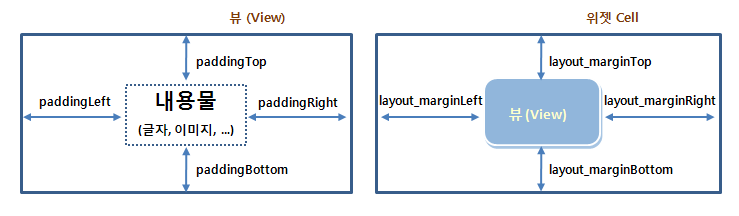 뷰 (View)
paddingTop
paddingLeft
내용물
(글자, 이미지, ...)
paddingRight
paddingBottom
위젯 Cell
layout_marginTop
layout_marginLeft
뷰 (View)
layout_marginRight
layout_marginBottom